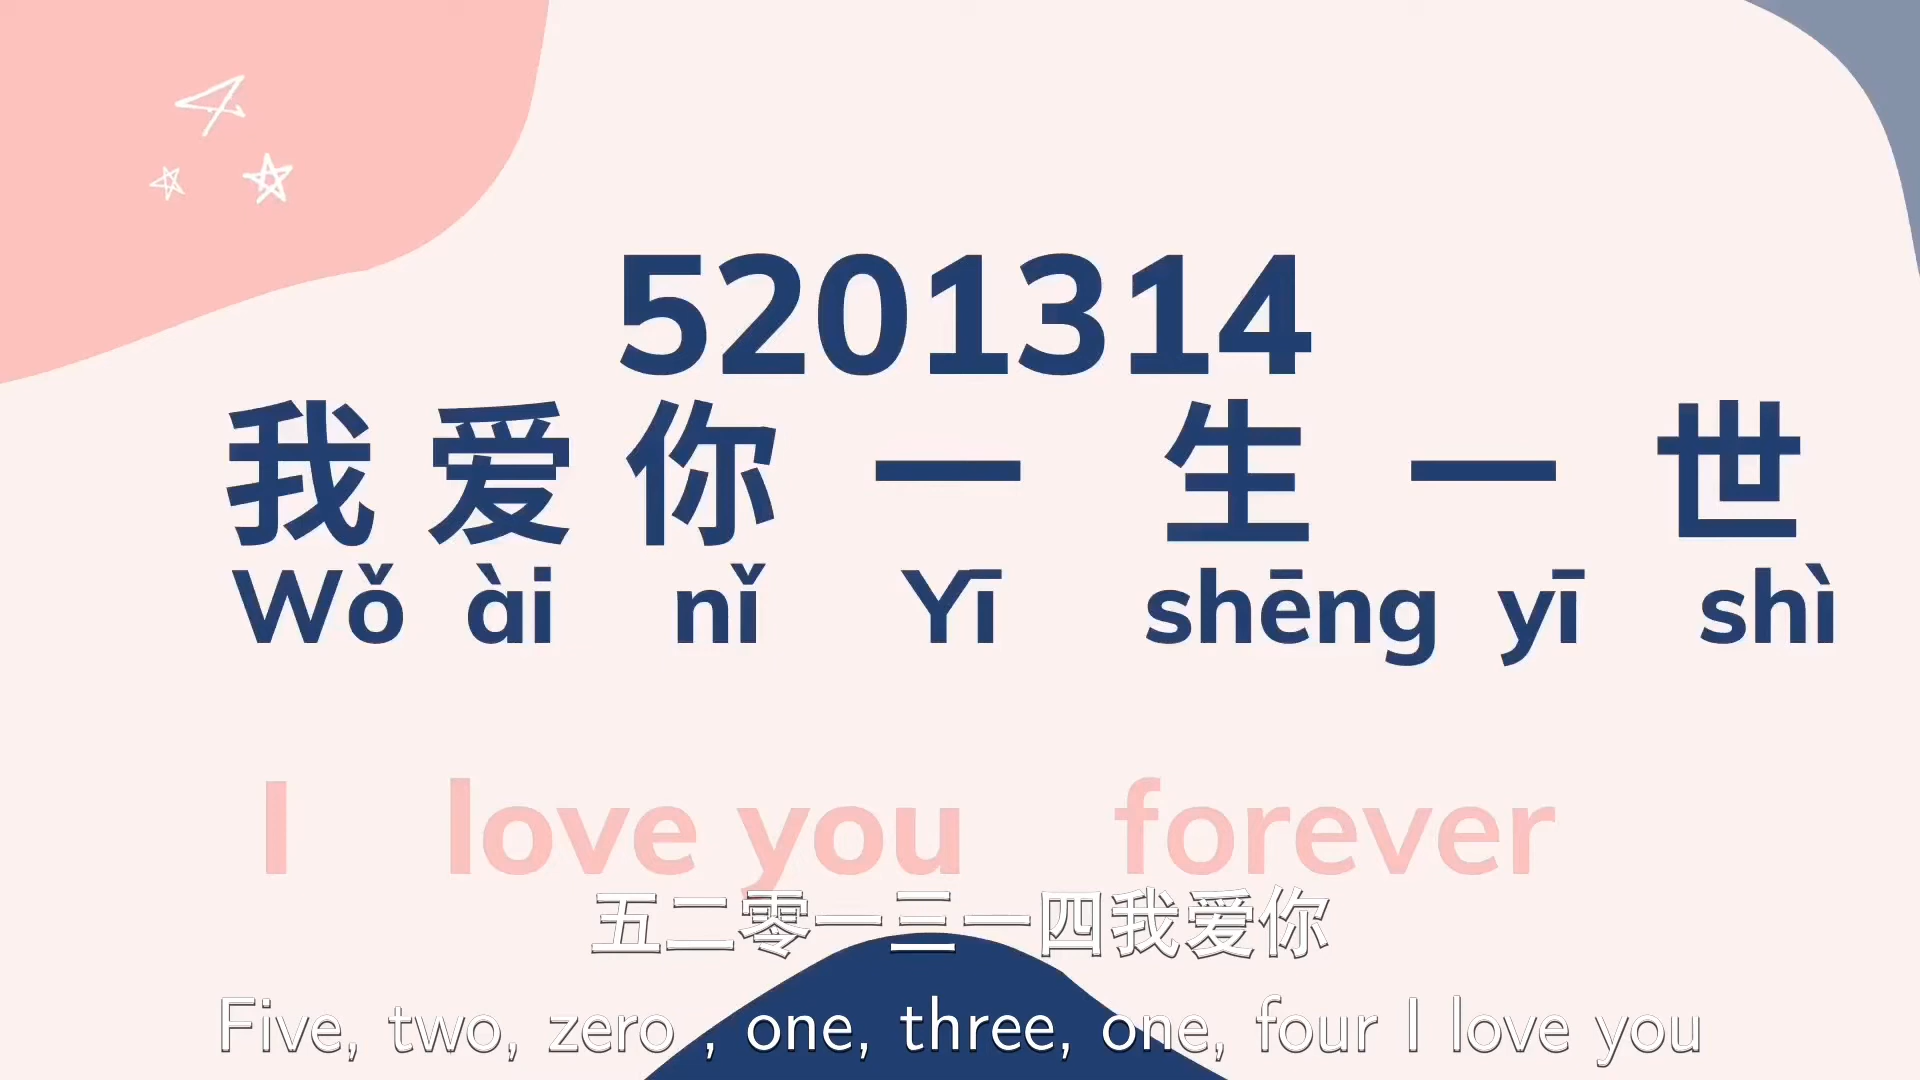 5201314
我爱你一生一世
Wǒ ài nǐ Yī shēng yī shì
I love you forever
五二零一三一四我爱你
Five, two, zero , one, three, one, four I love you